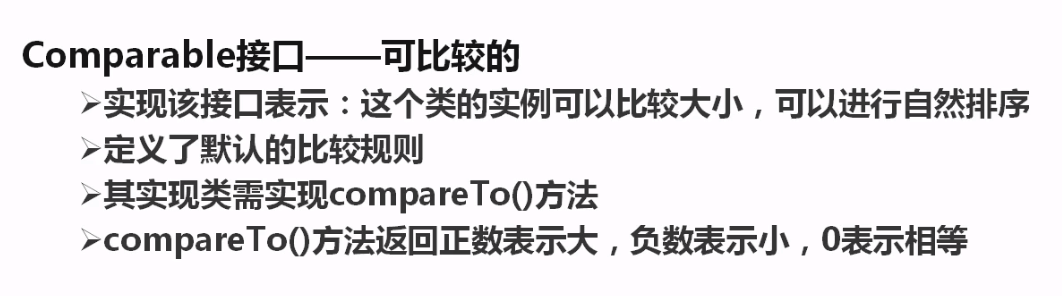 Comparable接口——可比较的
➢实现该接口表示：这个类的实例可以比较大小，可以进行自然排序
➢定义了默认的比较规则
➢其实现类需实现compareTo()方法
➢compareTo()方法返回正数表示大，负数表示小，0表示相等